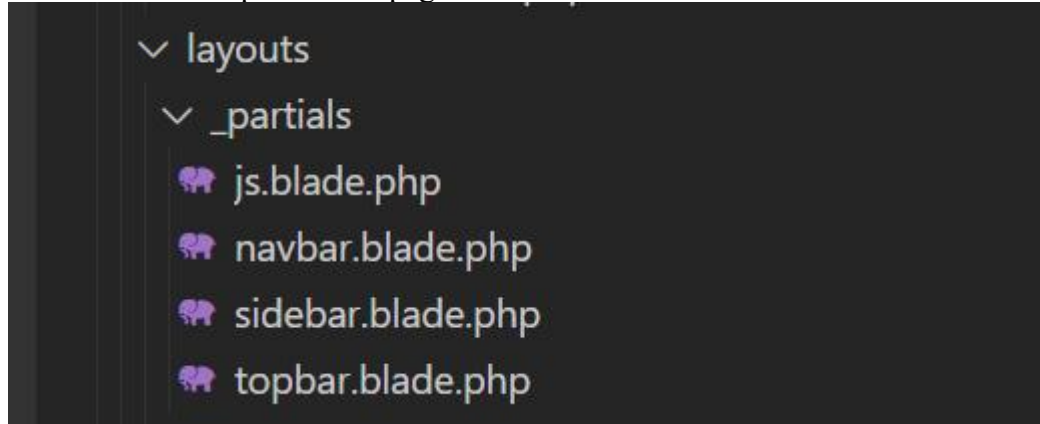 layouts
_partials
js.blade.php
navbar.blade.php
sidebar.blade.php
topbar.blade.php